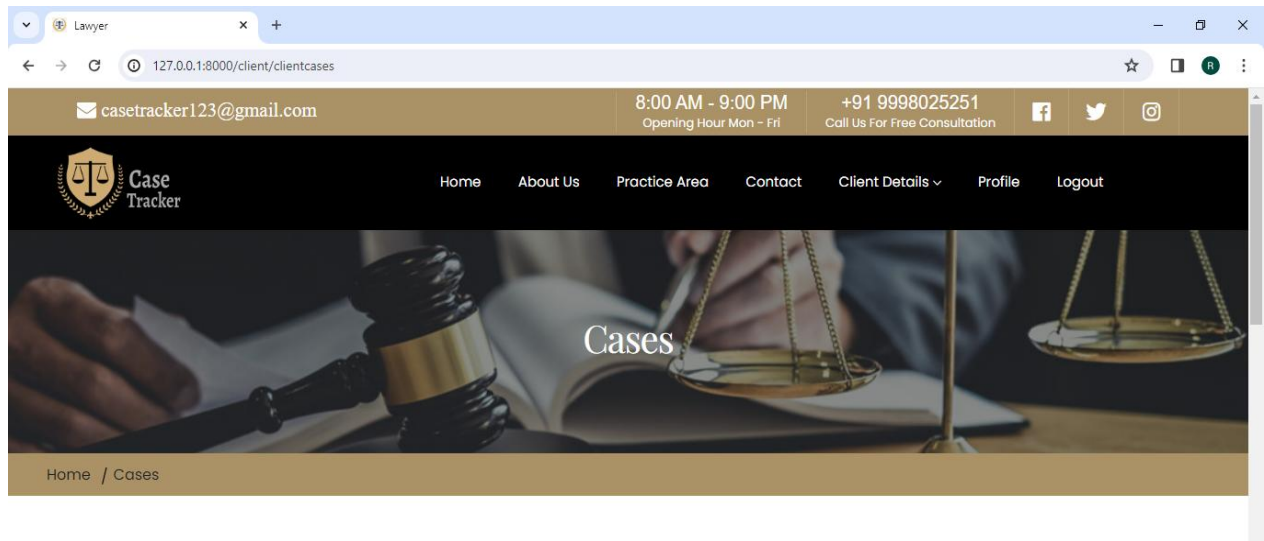 Lawyer
127.0.0.1:8000/client/clientcases
R
casetracker123@gmail.com
8:00 AM - 9:00 PM
Opening Hour Mon - Fri
+91 9998025251
Call Us For Free Consultation
Case
Tracker
Home About Us Practice Area Contact Client Details Profile Logout
Cases
Home / Cases